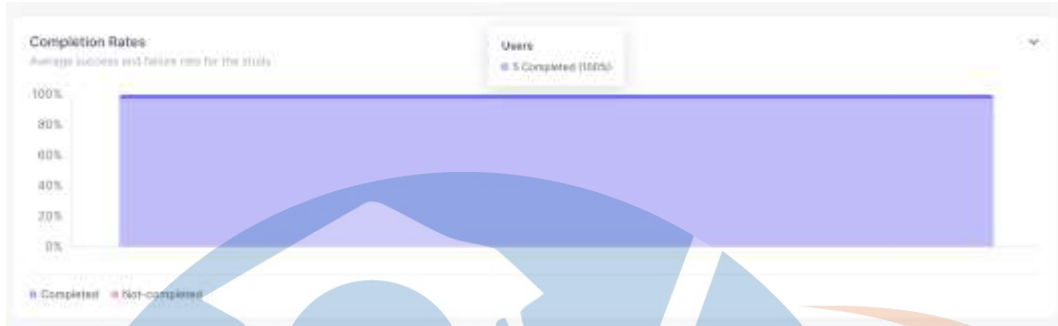 Completion Rates
Average success and failure rate for the study
Users
5 Completed (100%)
100%
80%
60%
40%
20%
0%
Completed
Not-completed